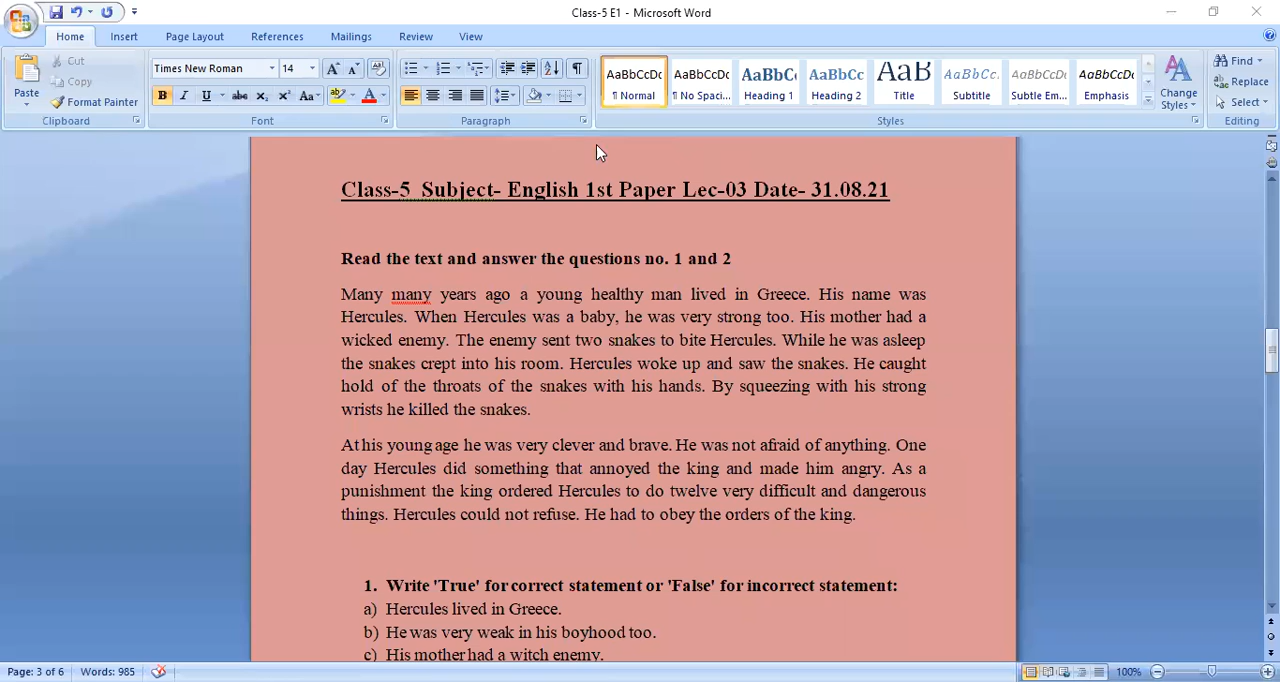 Class-5 E1 - Microsoft Word
Home Insert Page Layout References Mailings Review View
Paste
Cut
Copy
Format Painter
Clipboard
Times New Roman 14
Font
Paragraph
AaBbCcDc AaBbCcDc AaBbC AaBbCc AaB AaBbCc. AaBbCcDc AaBbCcDc
¶ Normal ¶ No Spaci... Heading 1 Heading 2 Title Subtitle Subtle Em... Emphasis
Styles
Change Styles
Find
Replace
Select
Editing
Class-5 Subject- English 1st Paper Lec-03 Date- 31.08.21
Read the text and answer the questions no. 1 and 2
Many many years ago a young healthy man lived in Greece. His name was
Hercules. When Hercules was a baby, he was very strong too. His mother had a
wicked enemy. The enemy sent two snakes to bite Hercules. While he was asleep
the snakes crept into his room. Hercules woke up and saw the snakes. He caught
hold of the throats of the snakes with his hands. By squeezing with his strong
wrists he killed the snakes.
At his young age he was very clever and brave. He was not afraid of anything. One
day Hercules did something that annoyed the king and made him angry. As a
punishment the king ordered Hercules to do twelve very difficult and dangerous
things. Hercules could not refuse. He had to obey the orders of the king.
1. Write 'True' for correct statement or 'False' for incorrect statement:
a) Hercules lived in Greece.
b) He was very weak in his boyhood too.
c) His mother had a witch enemy.
Page: 3 of 6 Words: 985 100%